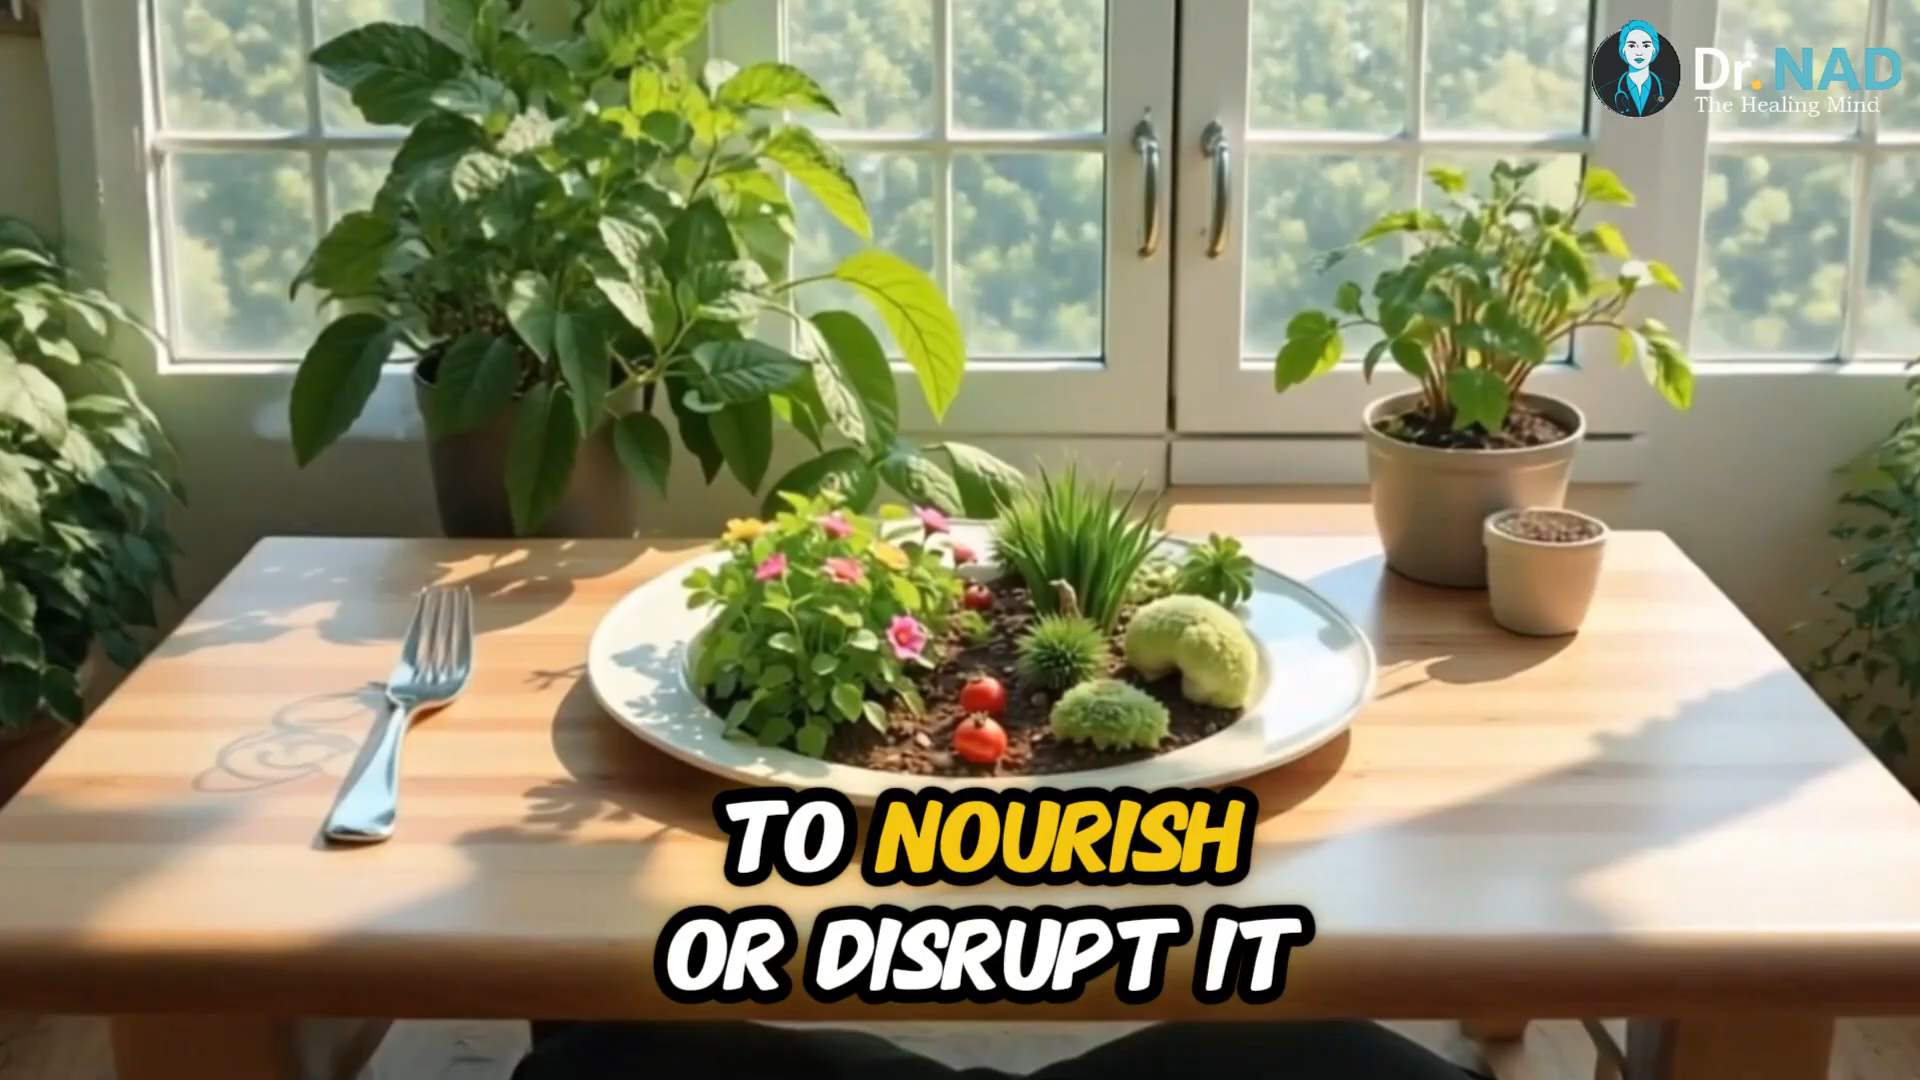 Dr. NAD
The Healing Mind
TO NOURISH
OR DISRUPT IT